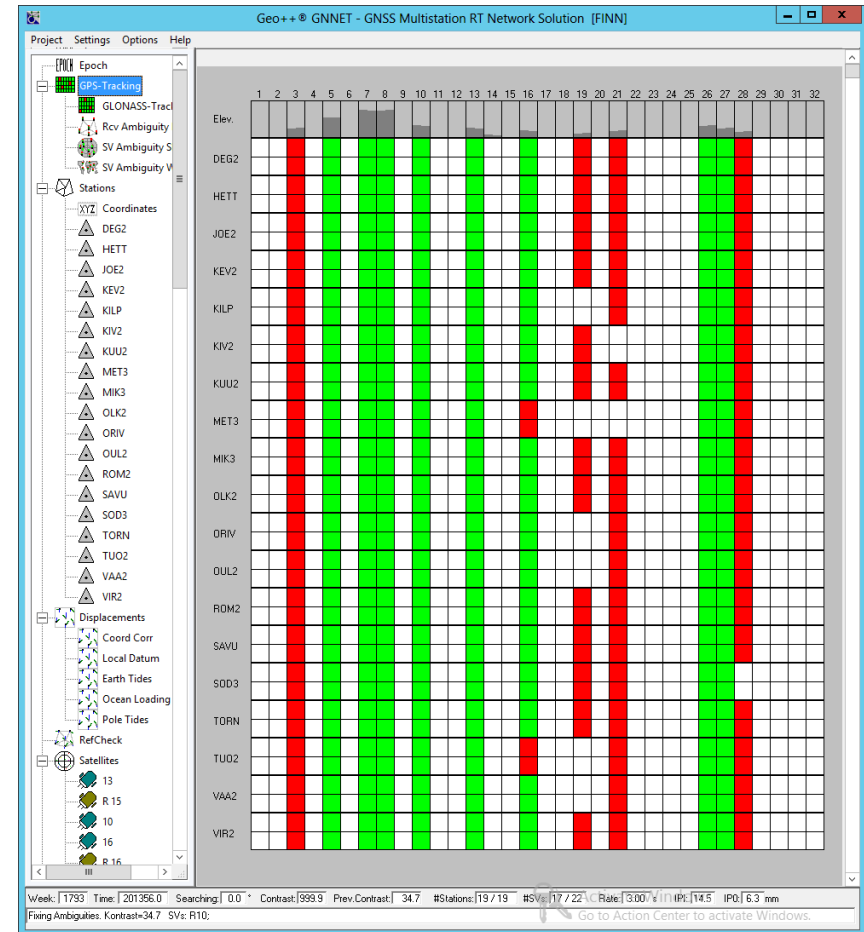 Geo++® GNNET - GNSS Multistation RT Network Solution [FINN]
Project Settings Options Help
Epoch
GPS-Tracking
GLONASS-Tracl
Rcv Ambiguity
SV Ambiguity S
SV Ambiguity W
Stations
XYZ Coordinates
DEG2
HETT
JOE2
KEV2
KILP
KIV2
KUU2
MET3
MIK3
OLK2
ORIV
OUL2
ROM2
SAVU
SOD3
TORN
TUO2
VAA2
VIR2
Displacements
Coord Corr
Local Datum
Earth Tides
Ocean Loading
Pole Tides
RefCheck
Satellites
13
R 15
10
16
R 16
1 2 3 4 5 6 7 8 9 10 11 12 13 14 15 16 17 18 19 20 21 22 23 24 25 26 27 28 29 30 31 32
Elev.
DEG2
HETT
JOE2
KEV2
KILP
KIV2
KUU2
MET3
MIK3
OLK2
ORIV
OUL2
ROM2
SAVU
SOD3
TORN
TUO2
VAA2
VIR2
Week: 1793 Time: 201356.0 Searching: 0.0 ° Contrast: 999.9 Prev.Contrast: 34.7 #Stations: 19 / 19 #SVs: 17 / 22 Rate: 3.00 s IPI: 14.5 IP0: 6.3 mm
Fixing Ambiguities. Kontrast=34.7 SVs: R10;
Activate Windows
Go to Action Center to activate Windows.